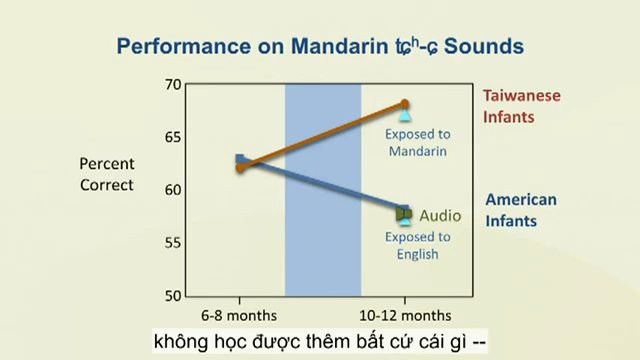 Performance on Mandarin tɕʰ-ɕ Sounds
70
65
60
55
50
Percent
Correct
Taiwanese
Infants
Exposed to
Mandarin
American
Infants
Audio
Exposed to
English
6-8 months
10-12 months
không học được thêm bất cứ cái gì --